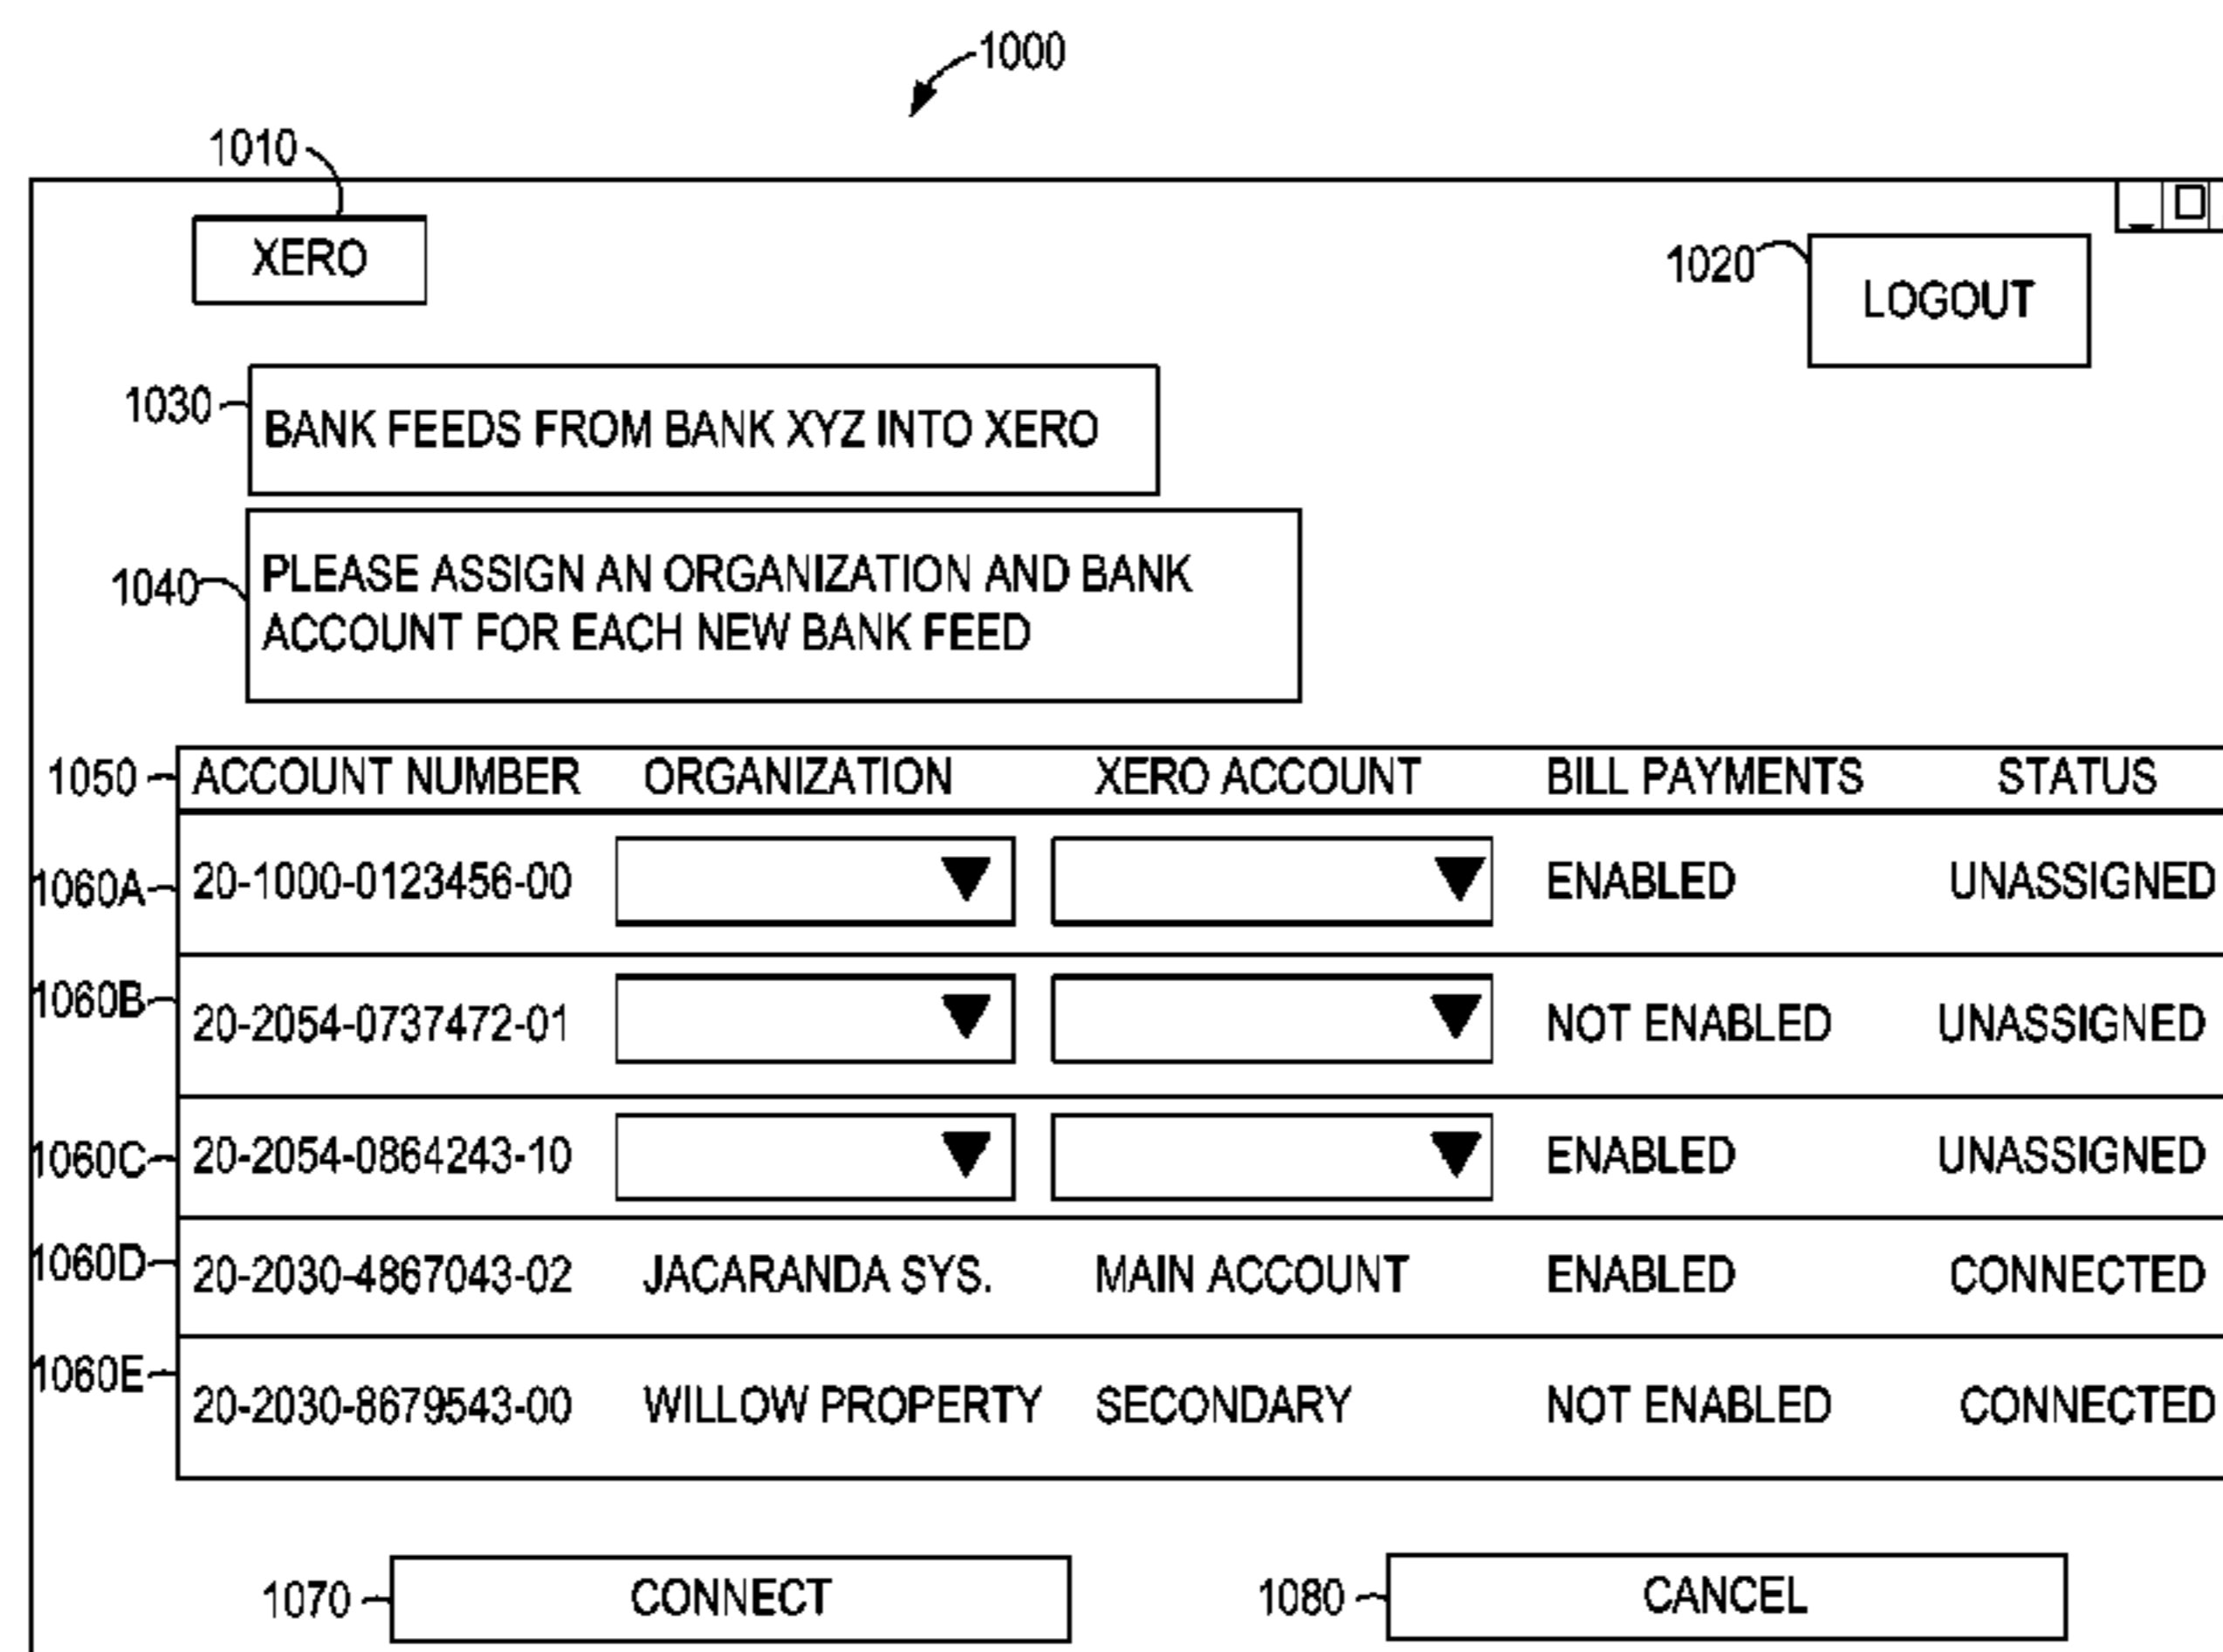 1000
1010
XERO
1020
LOGOUT
1030
BANK FEEDS FROM BANK XYZ INTO XERO
1040
PLEASE ASSIGN AN ORGANIZATION AND BANK
ACCOUNT FOR EACH NEW BANK FEED
1050 ACCOUNT NUMBER ORGANIZATION XERO ACCOUNT BILL PAYMENTS STATUS
1060A 20-1000-0123456-00 ENABLED UNASSIGNED
1060B 20-2054-0737472-01 NOT ENABLED UNASSIGNED
1060C 20-2054-0864243-10 ENABLED UNASSIGNED
1060D 20-2030-4867043-02 JACARANDA SYS. MAIN ACCOUNT ENABLED CONNECTED
1060E 20-2030-8679543-00 WILLOW PROPERTY SECONDARY NOT ENABLED CONNECTED
1070 CONNECT 1080 CANCEL